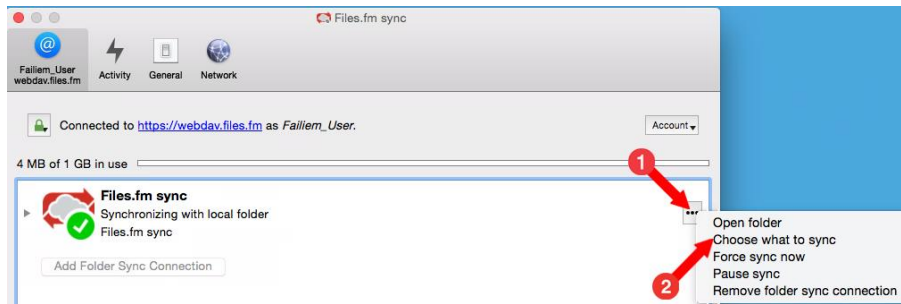 Files.fm sync
@
Failiem_User
webdav.files.fm
Activity
General
Network
Connected to https://webdav.files.fm as Failiem_User.
Account
4 MB of 1 GB in use
1
Files.fm sync
Synchronizing with local folder
Files.fm sync
Add Folder Sync Connection
Open folder
Choose what to sync
Force sync now
Pause sync
Remove folder sync connection
2